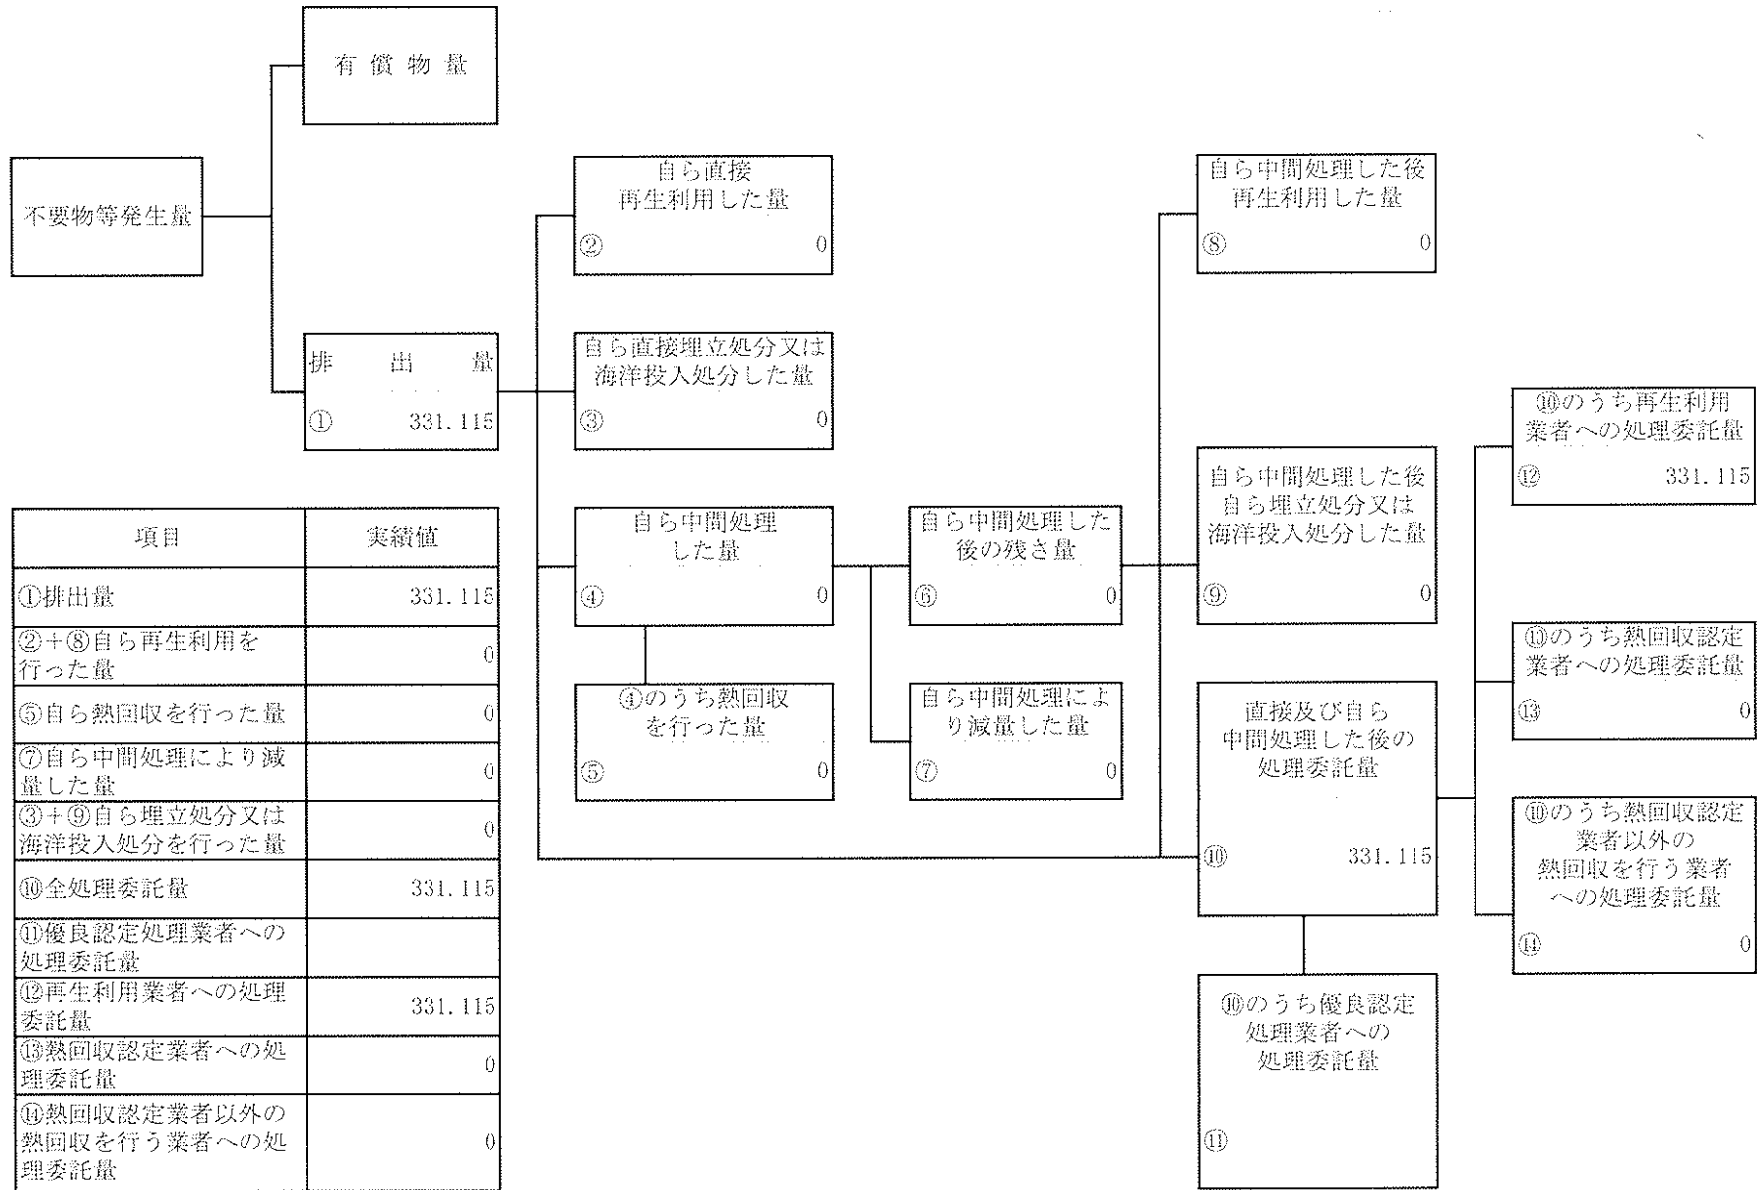 有 償 物 量
不要物等発生量
自ら直接
再生利用した量
② 0
自ら中間処理した後
再生利用した量
⑧ 0
排 出 量
① 331.115
自ら直接埋立処分又は
海洋投入処分した量
③ 0
⑩のうち再生利用
業者への処理委託量
⑫ 331.115
自ら中間処理した後
自ら埋立処分又は
海洋投入処分した量
⑨ 0
自ら中間処理
した量
④ 0
自ら中間処理した
後の残さ量
⑥ 0
⑩のうち熱回収認定
業者への処理委託量
⑬ 0
④のうち熱回収
を行った量
⑤ 0
自ら中間処理によ
り減量した量
⑦ 0
直接及び自ら
中間処理した後の
処理委託量
⑩ 331.115
⑩のうち熱回収認定
業者以外の
熱回収を行う業者
への処理委託量
⑭ 0
⑩のうち優良認定
処理業者への
処理委託量
⑪
項目 実績値
①排出量 331.115
②+⑧自ら再生利用を
行った量 0
⑤自ら熱回収を行った量 0
⑦自ら中間処理により減
量した量 0
③+⑨自ら埋立処分又は
海洋投入処分を行った量 0
⑩全処理委託量 331.115
⑪優良認定処理業者への
処理委託量
⑫再生利用業者への処理
委託量 331.115
⑬熱回収認定業者への処
理委託量 0
⑭熱回収認定業者以外の
熱回収を行う業者への処
理委託量 0